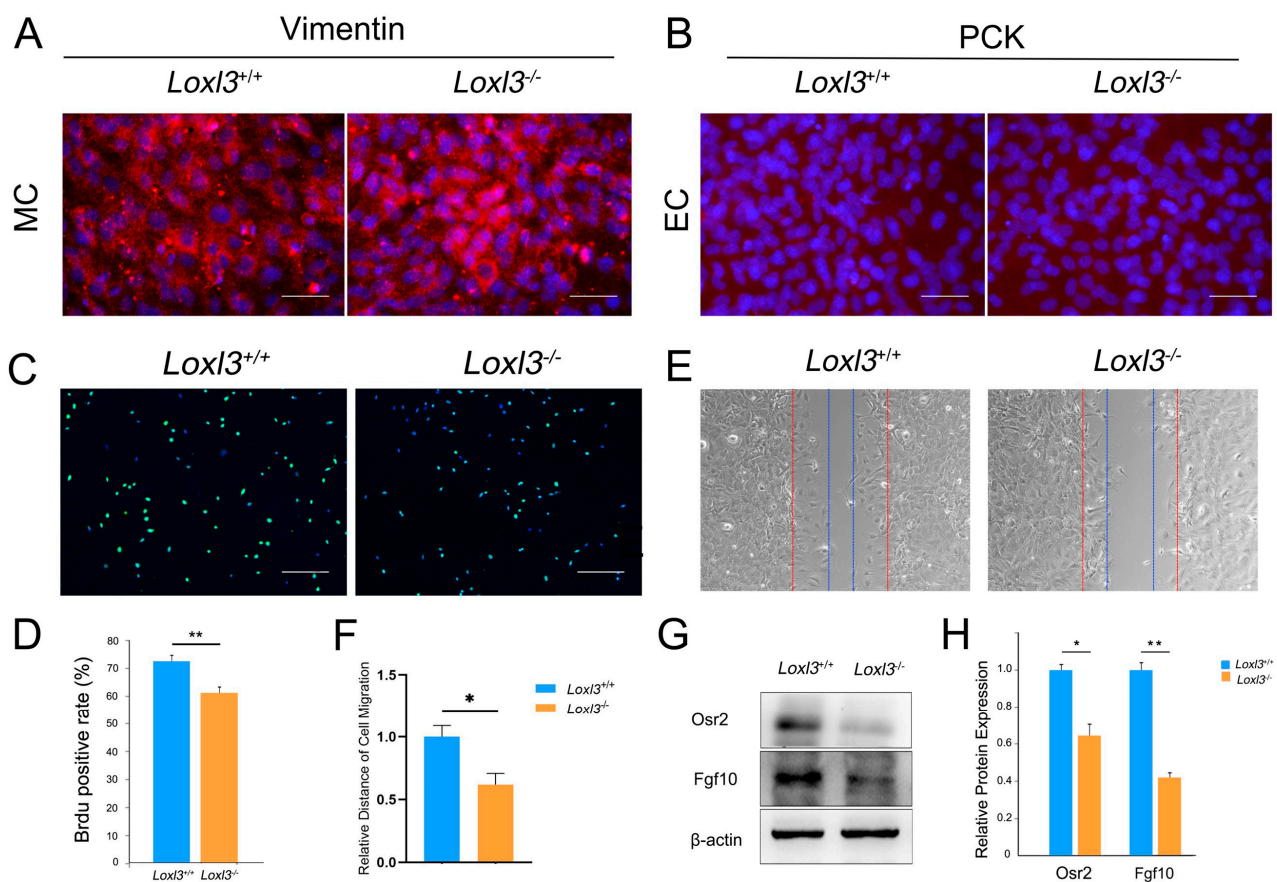 A
Vimentin
Loxl3+/+
Loxl3-/-
MC
B
PCK
Loxl3+/+
Loxl3-/-
EC
C
Loxl3+/+
Loxl3-/-
E
Loxl3+/+
Loxl3-/-
D
Brdu positive rate (%)
80
70
60
50
40
30
20
10
0
**
Loxl3+/+
Loxl3-/-
F
Relative Distance of Cell Migration
1.5
1.0
0.5
0.0
*
Loxl3+/+
Loxl3-/-
G
Loxl3+/+
Loxl3-/-
Osr2
Fgf10
β-actin
H
Relative Protein Expression
1
0.8
0.6
0.4
0.2
0
*
**
Osr2
Fgf10
Loxl3+/+
Loxl3-/-